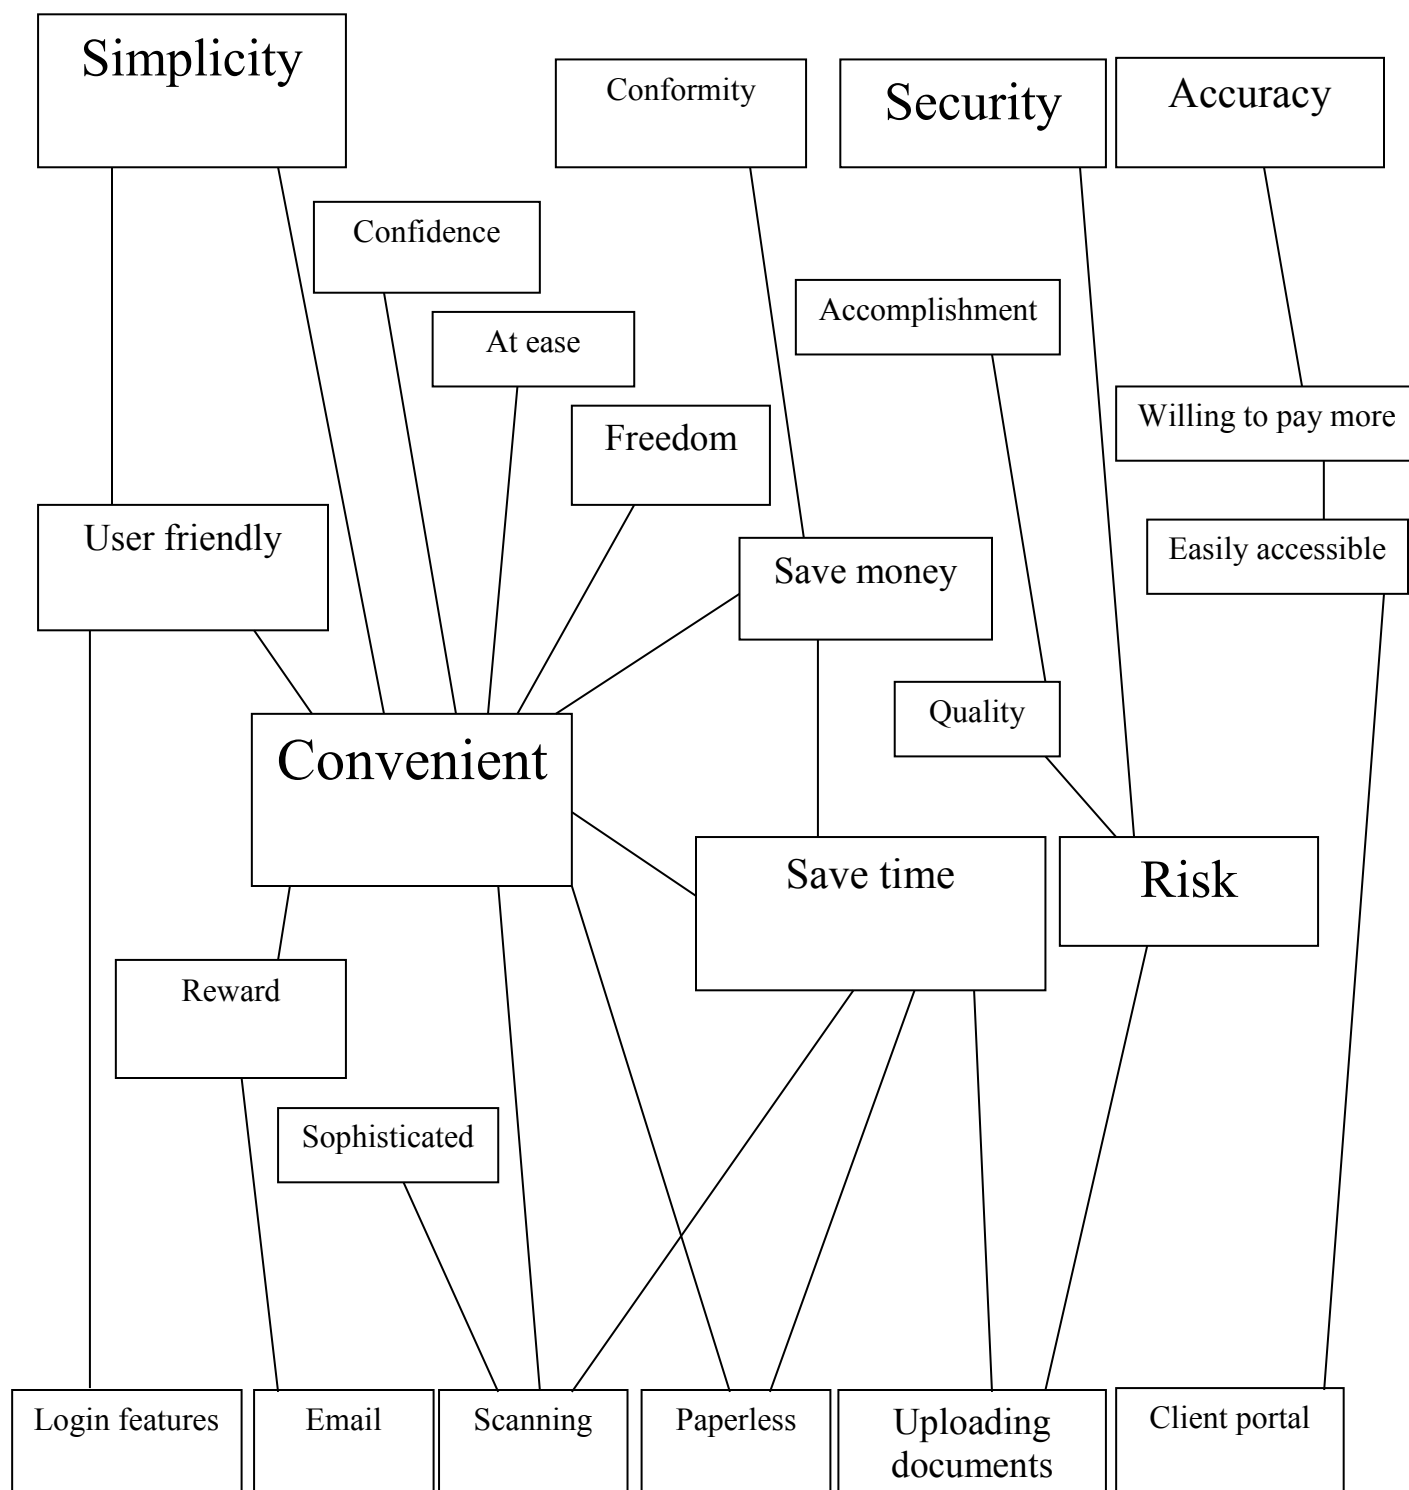 Simplicity
Conformity
Security
Accuracy
Confidence
Accomplishment
At ease
Willing to pay more
Freedom
User friendly
Easily accessible
Save money
Quality
Convenient
Save time
Risk
Reward
Sophisticated
Login features
Email
Scanning
Paperless
Uploading
documents
Client portal